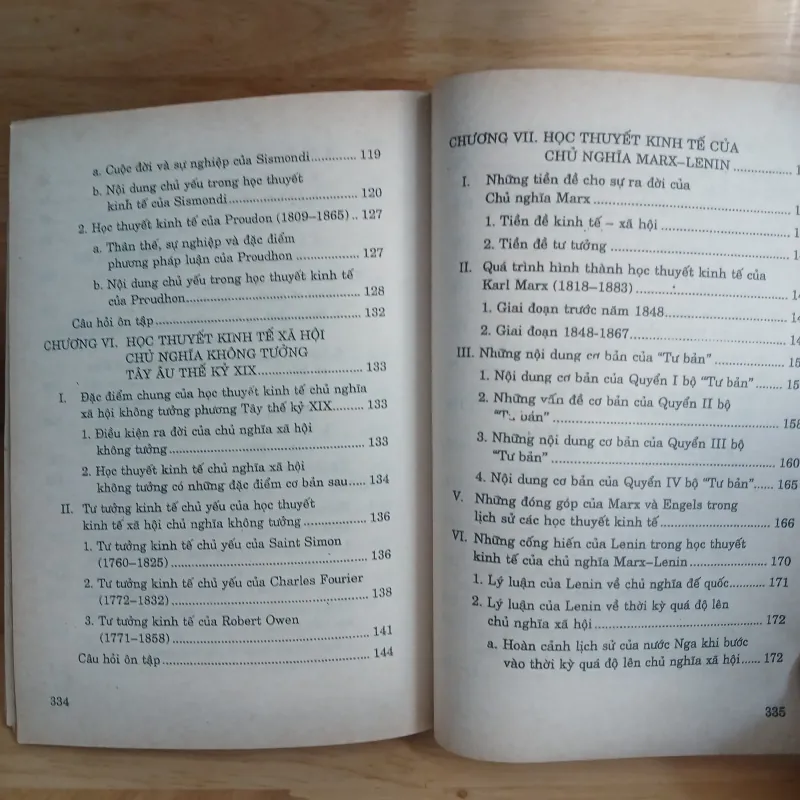 a. Cuộc đời và sự nghiệp của Sismondi............. 119
b. Nội dung chủ yếu trong học thuyết
kinh tế của Sismondi...................................... 120
2. Học thuyết kinh tế của Proudon (1809–1865) .. 127
a. Thân thế, sự nghiệp và đặc điểm
phương pháp luận của Proudhon .................. 127
b. Nội dung chủ yếu trong học thuyết kinh tế
của Proudhon.................................................. 128
Câu hỏi ôn tập ......................................................... 132
CHƯƠNG VI. HỌC THUYẾT KINH TẾ XÃ HỘI
CHỦ NGHĨA KHÔNG TƯỞNG
TÂY ÂU THẾ KỶ XIX.................................... 133
I. Đặc điểm chung của học thuyết kinh tế chủ nghĩa
xã hội không tưởng phương Tây thế kỷ XIX......... 133
1. Điều kiện ra đời của chủ nghĩa xã hội
không tưởng ....................................................... 133
2. Học thuyết kinh tế chủ nghĩa xã hội
không tưởng có những đặc điểm cơ bản sau..... 134
II. Tư tưởng kinh tế chủ yếu của học thuyết
kinh tế xã hội chủ nghĩa không tưởng .................. 136
1. Tư tưởng kinh tế chủ yếu của Saint Simon
(1760–1825) ........................................................ 136
2. Tư tưởng kinh tế chủ yếu của Charles Fourier
(1772–1832) ........................................................ 138
3. Tư tưởng kinh tế của Robert Owen
(1771–1858) ........................................................ 141
Câu hỏi ôn tập ........................................................... 144
334
CHƯƠNG VII. HỌC THUYẾT KINH TẾ CỦA
CHỦ NGHĨA MARX–LENIN ...............
I. Những tiền đề cho sự ra đời của
Chủ nghĩa Marx ..................................................
1. Tiền đề kinh tế – xã hội ..................................
2. Tiền đề tư tưởng .............................................
II. Quá trình hình thành học thuyết kinh tế của
Karl Marx (1818–1883) .......................................
1. Giai đoạn trước năm 1848..............................
2. Giai đoạn 1848-1867.......................................
III. Những nội dung cơ bản của "Tư bản" ................
1. Nội dung cơ bản của Quyển I bộ "Tư bản" .....
2. Những vấn đề cơ bản của Quyển II bộ
"Tư bản" ........................................................... 158
3. Những nội dung cơ bản của Quyển III bộ
"Tư bản" .......................................................... 160
4. Nội dung cơ bản của Quyển IV bộ "Tư bản"...... 165
V. Những đóng góp của Marx và Engels trong
lịch sử các học thuyết kinh tế ............................ 166
VI. Những cống hiến của Lenin trong học thuyết
kinh tế của chủ nghĩa Marx–Lenin ..................... 170
1. Lý luận của Lenin về chủ nghĩa đế quốc.......... 171
2. Lý luận của Lenin về thời kỳ quá độ lên
chủ nghĩa xã hội .............................................. 172
a. Hoàn cảnh lịch sử của nước Nga khi bước
vào thời kỳ quá độ lên chủ nghĩa xã hội...... 172
335